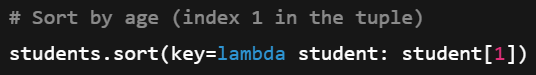 # Sort by age (index 1 in the tuple)
students.sort(key=lambda student: student[1])